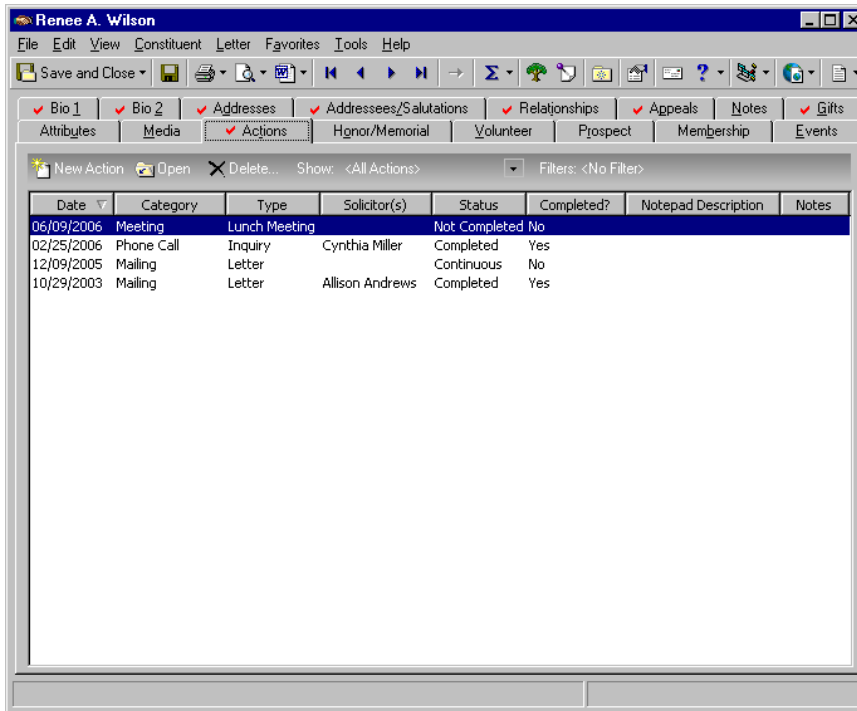 Renee A. Wilson
File Edit View Constituent Letter Favorites Tools Help
Save and Close
Bio 1 Bio 2 Addresses Addressees/Salutations Relationships Appeals Notes Gifts
Attributes Media Actions Honor/Memorial Volunteer Prospect Membership Events
New Action Open Delete... Show: <All Actions> Filters: <No Filter>
Date Category Type Solicitor(s) Status Completed? Notepad Description Notes
06/09/2006 Meeting Lunch Meeting Not Completed No
02/25/2006 Phone Call Inquiry Cynthia Miller Completed Yes
12/09/2005 Mailing Letter Continuous No
10/29/2003 Mailing Letter Allison Andrews Completed Yes